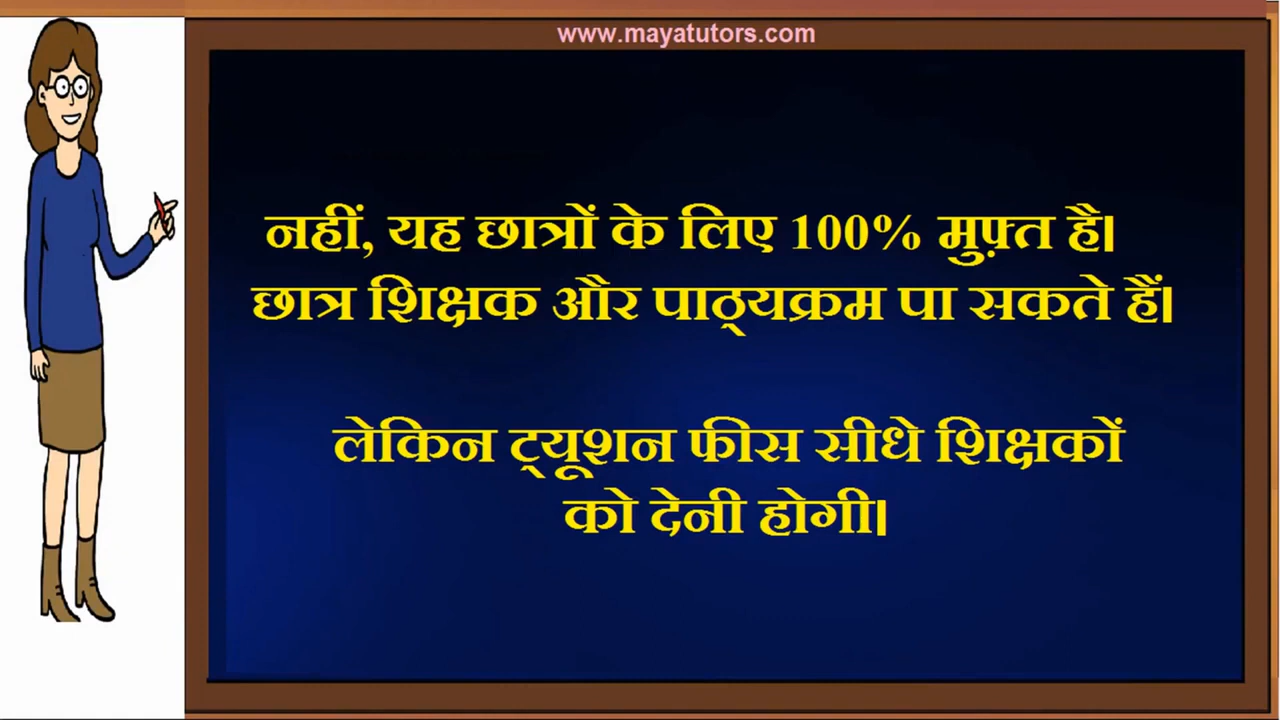 www.mayatutors.com
नहीं, यह छात्रों के लिए 100% मुफ़्त है।
छात्र शिक्षक और पाठ्यक्रम पा सकते हैं।
लेकिन ट्यूशन फीस सीधे शिक्षकों
को देनी होगी।